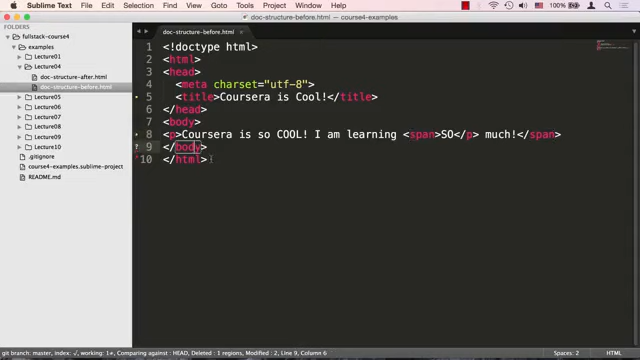 Sublime Text File Edit Selection Find View Goto Tools Project Window Help
100%
doc-structure-before.html — course4-examples
FOLDERS
fullstack-course4
examples
Lecture01
Lecture04
doc-structure-after.html
doc-structure-before.html
Lecture05
Lecture06
Lecture07
Lecture08
Lecture09
Lecture10
.gitignore
course4-examples.sublime-project
README.md
doc-structure-before.html
1 <!doctype html>
2 <html>
3 <head>
4 <meta charset="utf-8">
5 <title>Coursera is Cool!</title>
6 </head>
7 <body>
8 <p>Coursera is so COOL! I am learning <span>SO</p> much!</span>
9 </body>
10 </html>
git branch: master, index: ✓, working: 1*, Comparing against: HEAD, Deleted : 1 regions, Line 9, Column 6
Spaces: 2
HTML